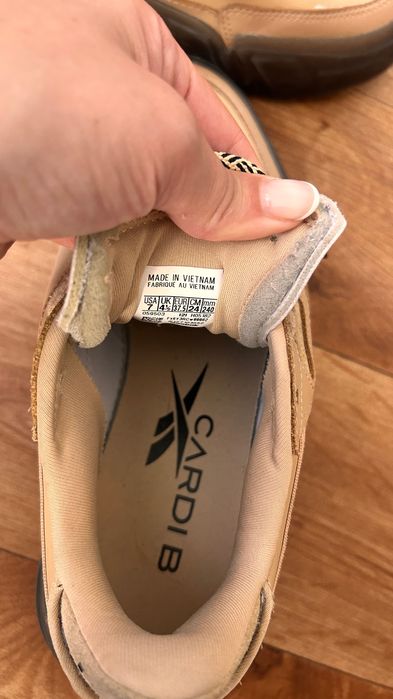 MADE IN VIETNAM
FABRIQUE AU VIETNAM
USA UK EUR CM mm
7 4½ 37.5 24 240
CARDI B